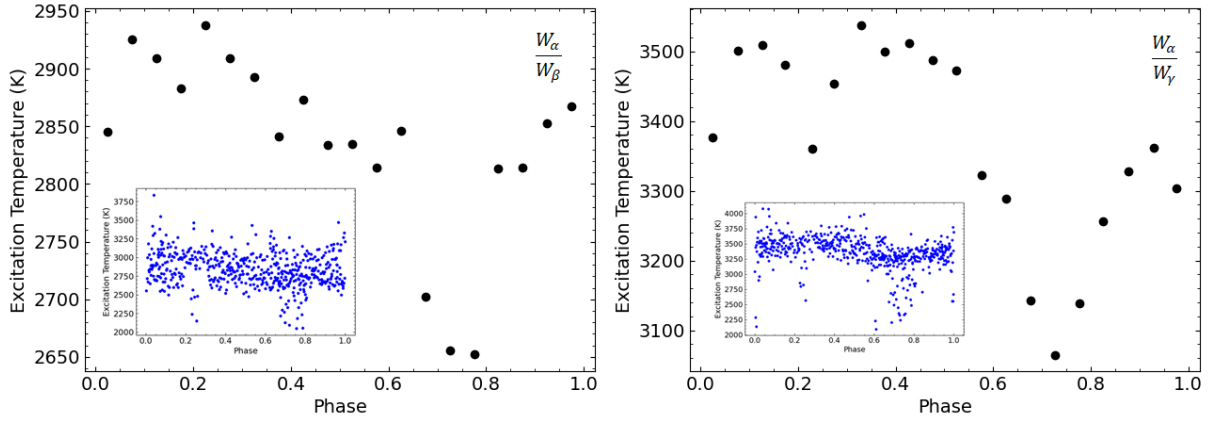 2950
2900
2850
2800
2750
2700
2650
Excitation Temperature (K)
0.0 0.2 0.4 0.6 0.8 1.0
Phase
Wα
Wβ
3750
3500
3250
3000
2750
2500
2250
2000
Excitation Temperature (K)
0.0 0.2 0.4 0.6 0.8 1.0
Phase
3500
3400
3300
3200
3100
Excitation Temperature (K)
0.0 0.2 0.4 0.6 0.8 1.0
Phase
Wα
Wγ
4000
3750
3500
3250
3000
2750
2500
2250
2000
Excitation Temperature (K)
0.0 0.2 0.4 0.6 0.8 1.0
Phase